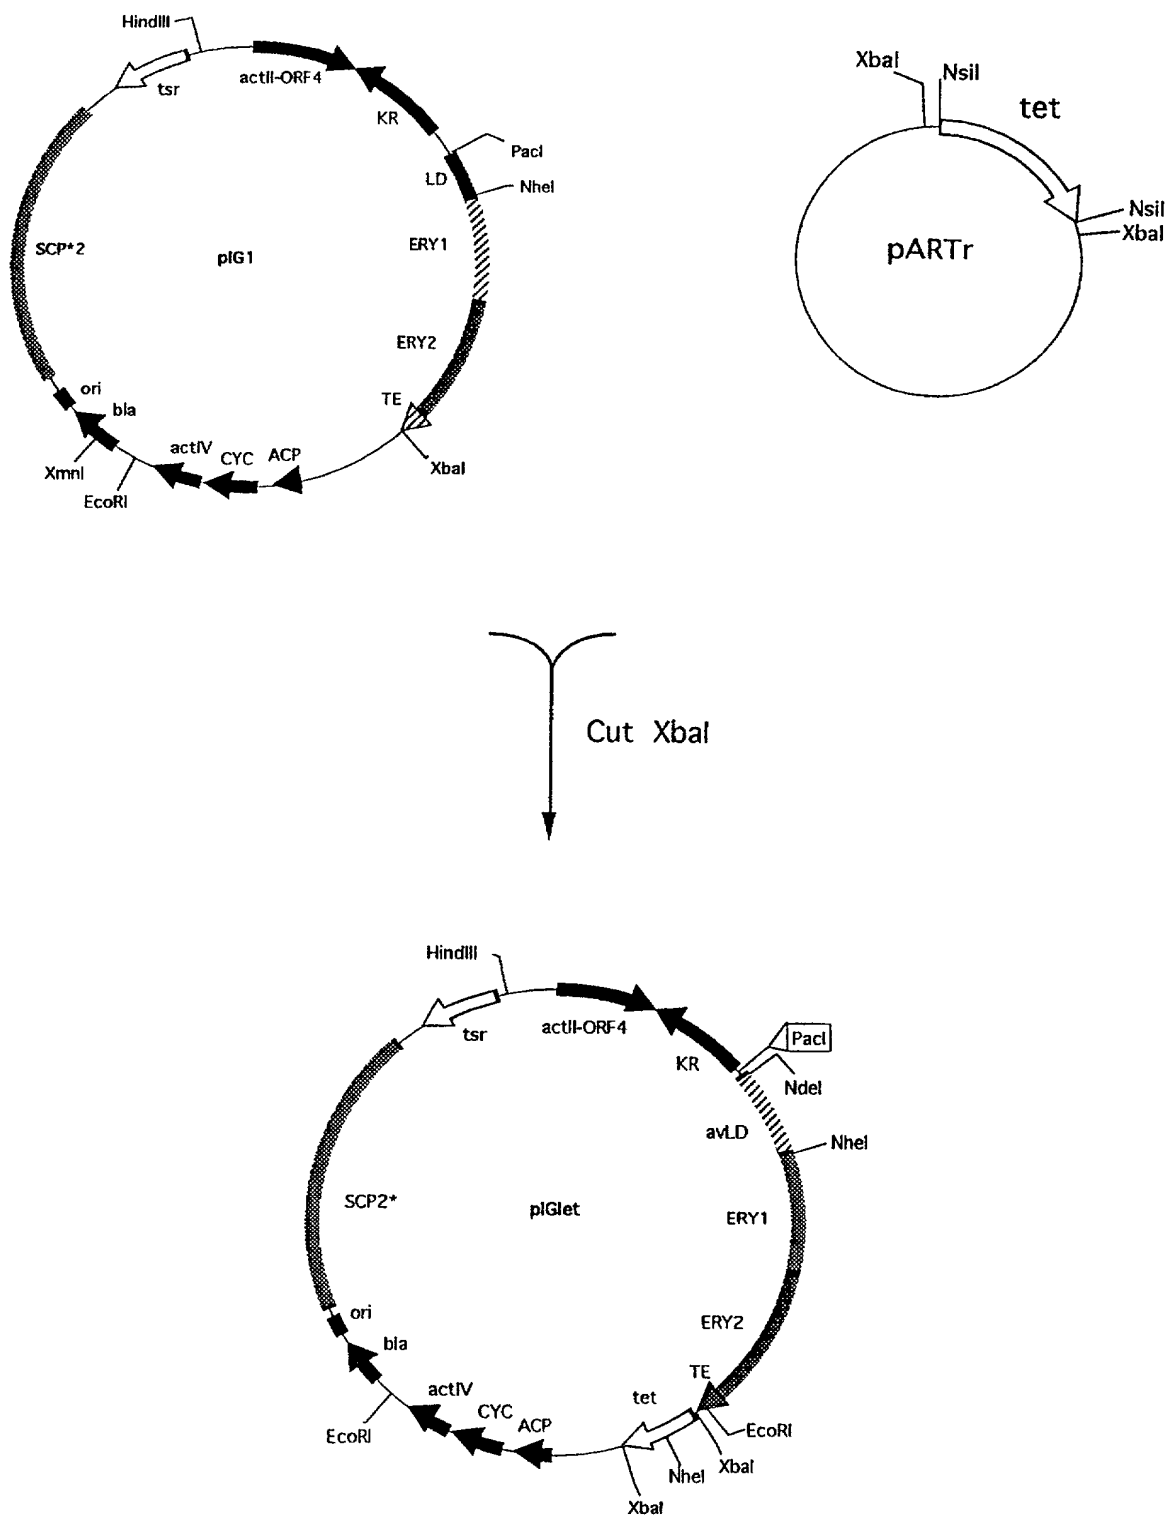 HindIII
tsr
actII-ORF4
KR
PacI
LD
NheI
ERY1
SCP*2
pIG1
ERY2
TE
XbaI
ori
bla
XmnI
EcoRI
actIV
CYC
ACP
XbaI
NsiI
tet
NsiI
XbaI
pARTr
Cut XbaI
HindIII
tsr
actII-ORF4
KR
PacI
NdeI
avLD
NheI
SCP2*
pIGlet
ERY1
ERY2
ori
bla
TE
tet
actIV
CYC
ACP
EcoRI
EcoRI
XbaI
NheI
XbaI